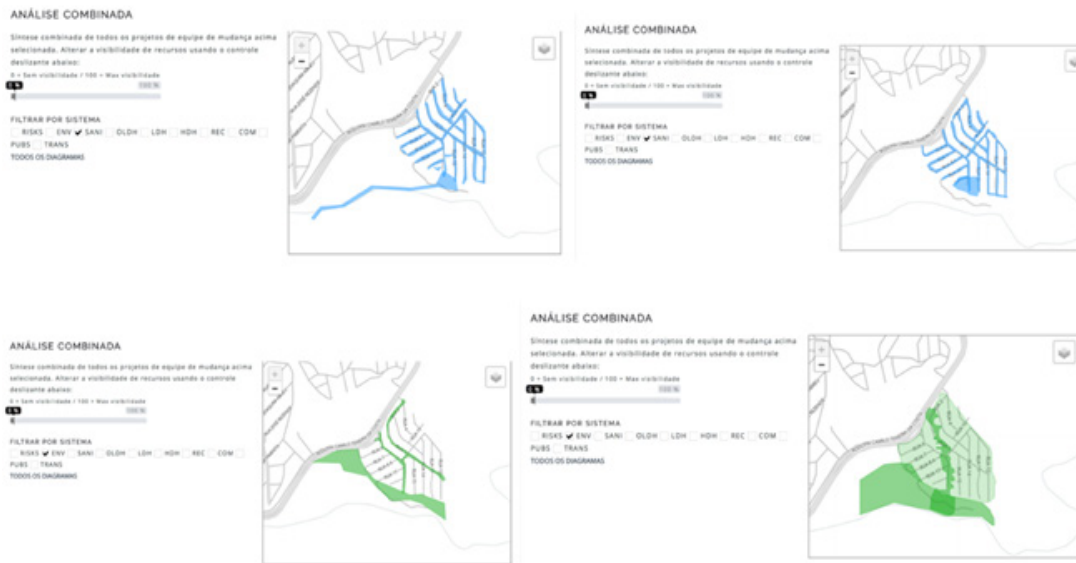 ANÁLISE COMBINADA
Síntese combinada de todos os projetos de equipe de mudança acima
selecionada. Alterar a visibilidade de recursos usando o controle
deslizante abaixo:
0 = Sem visibilidade / 100 = Max visibilidade
0 %
100 %
FILTRAR POR SISTEMA
RISKS ENV SANI OLDH LDH HDH REC COM
PUBS TRANS
TODOS OS DIAGRAMAS
+
−
ANÁLISE COMBINADA
Síntese combinada de todos os projetos de equipe de mudança acima
selecionada. Alterar a visibilidade de recursos usando o controle
deslizante abaixo:
0 = Sem visibilidade / 100 = Max visibilidade
0 %
100 %
FILTRAR POR SISTEMA
RISKS ENV SANI OLDH LDH HDH REC COM
PUBS TRANS
TODOS OS DIAGRAMAS
+
−
ANÁLISE COMBINADA
Síntese combinada de todos os projetos de equipe de mudança acima
selecionada. Alterar a visibilidade de recursos usando o controle
deslizante abaixo:
0 = Sem visibilidade / 100 = Max visibilidade
0 %
100 %
FILTRAR POR SISTEMA
RISKS ENV SANI OLDH LDH HDH REC COM
PUBS TRANS
TODOS OS DIAGRAMAS
+
−
ANÁLISE COMBINADA
Síntese combinada de todos os projetos de equipe de mudança acima
selecionada. Alterar a visibilidade de recursos usando o controle
deslizante abaixo:
0 = Sem visibilidade / 100 = Max visibilidade
0 %
100 %
FILTRAR POR SISTEMA
RISKS ENV SANI OLDH LDH HDH REC COM
PUBS TRANS
TODOS OS DIAGRAMAS
+
−